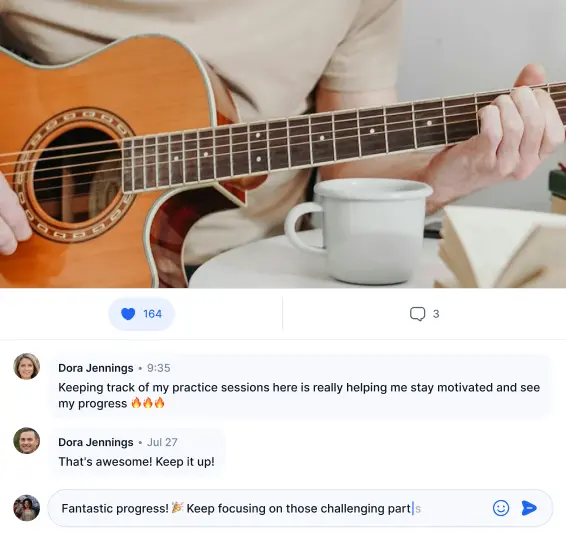 164
3
Dora Jennings • 9:35
Keeping track of my practice sessions here is really helping me stay motivated and see
my progress 🔥🔥🔥
Dora Jennings • Jul 27
That's awesome! Keep it up!
Fantastic progress! 🎉 Keep focusing on those challenging parts